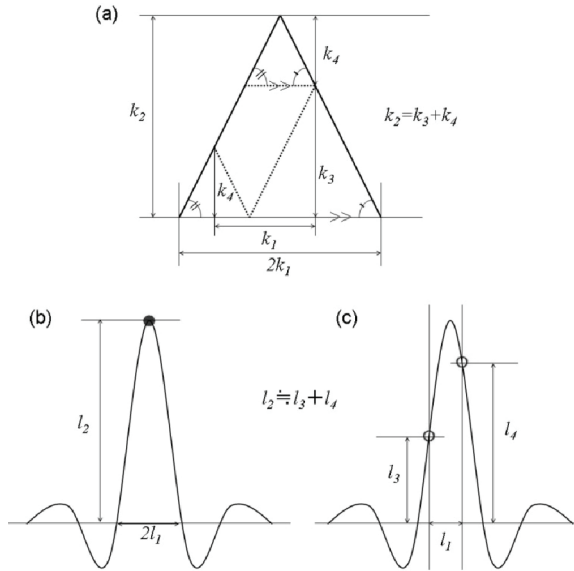 (a)
k₂
k₄
k₂=k₃+k₄
k₃
k₄
k₁
2k₁
(b)
(c)
l₂
l₂≒l₃+l₄
l₃
l₄
2l₁
l₁